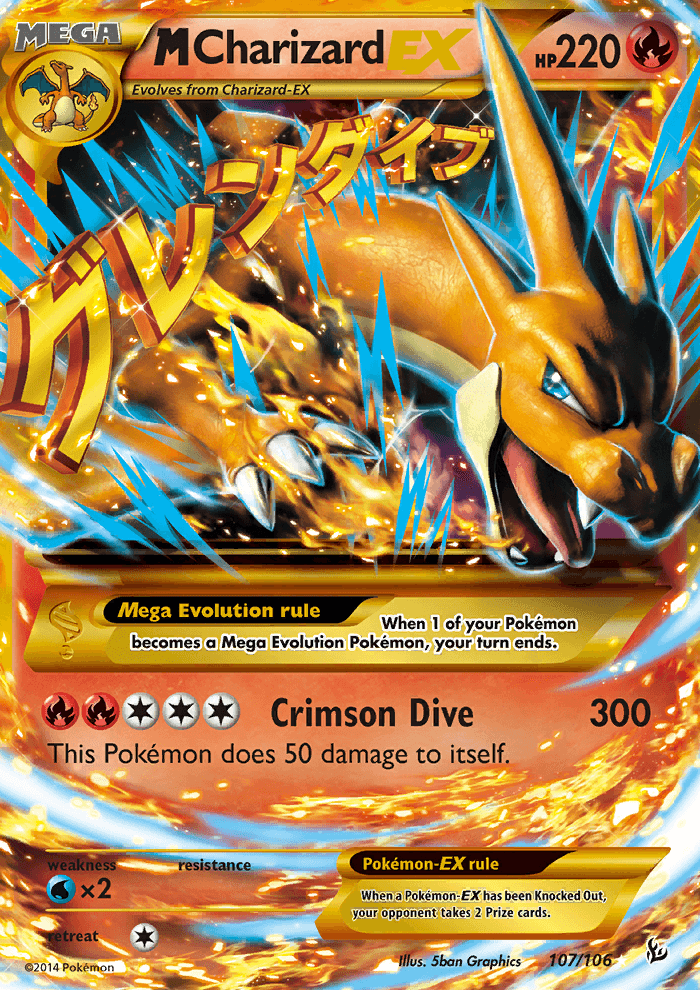 MEGA
MCharizard EX
HP220
Evolves from Charizard-EX
グレンダイブ
Mega Evolution rule
When 1 of your Pokémon
becomes a Mega Evolution Pokémon, your turn ends.
Crimson Dive 300
This Pokémon does 50 damage to itself.
weakness resistance
×2
Pokémon-EX rule
When a Pokémon-EX has been Knocked Out,
your opponent takes 2 Prize cards.
retreat
©2014 Pokémon
Illus. 5ban Graphics
107/106